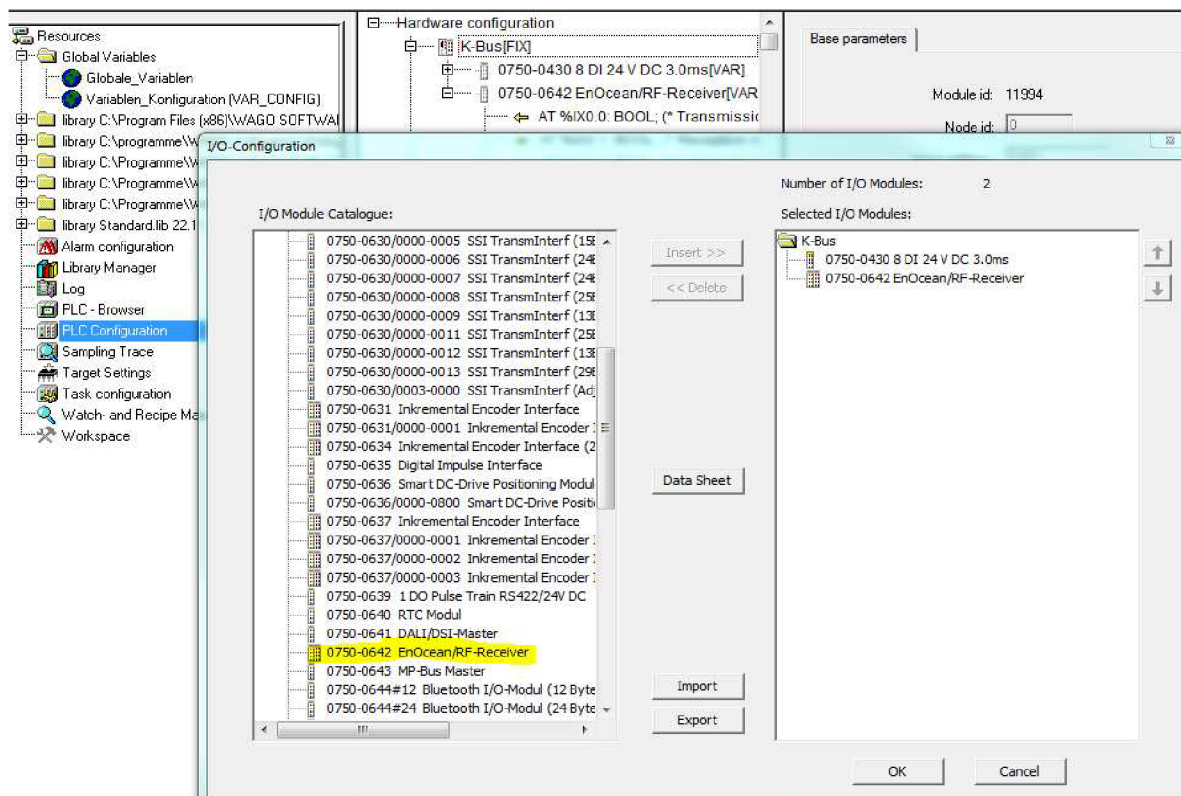 Resources
Global Variables
Globale_Variablen
Variablen_Konfiguration (VAR_CONFIG)
library C:\Program Files (x86)\WAGO SOFTWAI
library C:\programme\W
library C:\Programme\W
library C:\Programme\W
library C:\Programme\W
library Standard.lib 22.1
Alarm configuration
Library Manager
Log
PLC - Browser
PLC Configuration
Sampling Trace
Target Settings
Task configuration
Watch- and Recipe Ma
Workspace
Hardware configuration
K-Bus[FIX]
0750-0430 8 DI 24 V DC 3.0ms[VAR]
0750-0642 EnOcean/RF-Receiver[VAR
AT %IX0.0: BOOL; (* Transmissic
Base parameters
Module id: 11994
Node id: 0
I/O-Configuration
I/O Module Catalogue:
0750-0630/0000-0005 SSI TransmInterf (15E
0750-0630/0000-0006 SSI TransmInterf (24E
0750-0630/0000-0007 SSI TransmInterf (24E
0750-0630/0000-0008 SSI TransmInterf (25E
0750-0630/0000-0009 SSI TransmInterf (13E
0750-0630/0000-0011 SSI TransmInterf (25E
0750-0630/0000-0012 SSI TransmInterf (13E
0750-0630/0000-0013 SSI TransmInterf (29E
0750-0630/0003-0000 SSI TransmInterf (Adj
0750-0631 Inkremental Encoder Interface
0750-0631/0000-0001 Inkremental Encoder I
0750-0634 Inkremental Encoder Interface (2
0750-0635 Digital Impulse Interface
0750-0636 Smart DC-Drive Positioning Modul
0750-0636/0000-0800 Smart DC-Drive Positi
0750-0637 Inkremental Encoder Interface
0750-0637/0000-0001 Inkremental Encoder I
0750-0637/0000-0002 Inkremental Encoder I
0750-0637/0000-0003 Inkremental Encoder I
0750-0639 1 DO Pulse Train RS422/24V DC
0750-0640 RTC Modul
0750-0641 DALI/DSI-Master
0750-0642 EnOcean/RF-Receiver
0750-0643 MP-Bus Master
0750-0644#12 Bluetooth I/O-Modul (12 Byte
0750-0644#24 Bluetooth I/O-Modul (24 Byte
Insert >>
<< Delete
Data Sheet
Import
Export
Number of I/O Modules: 2
Selected I/O Modules:
K-Bus
0750-0430 8 DI 24 V DC 3.0ms
0750-0642 EnOcean/RF-Receiver
OK
Cancel